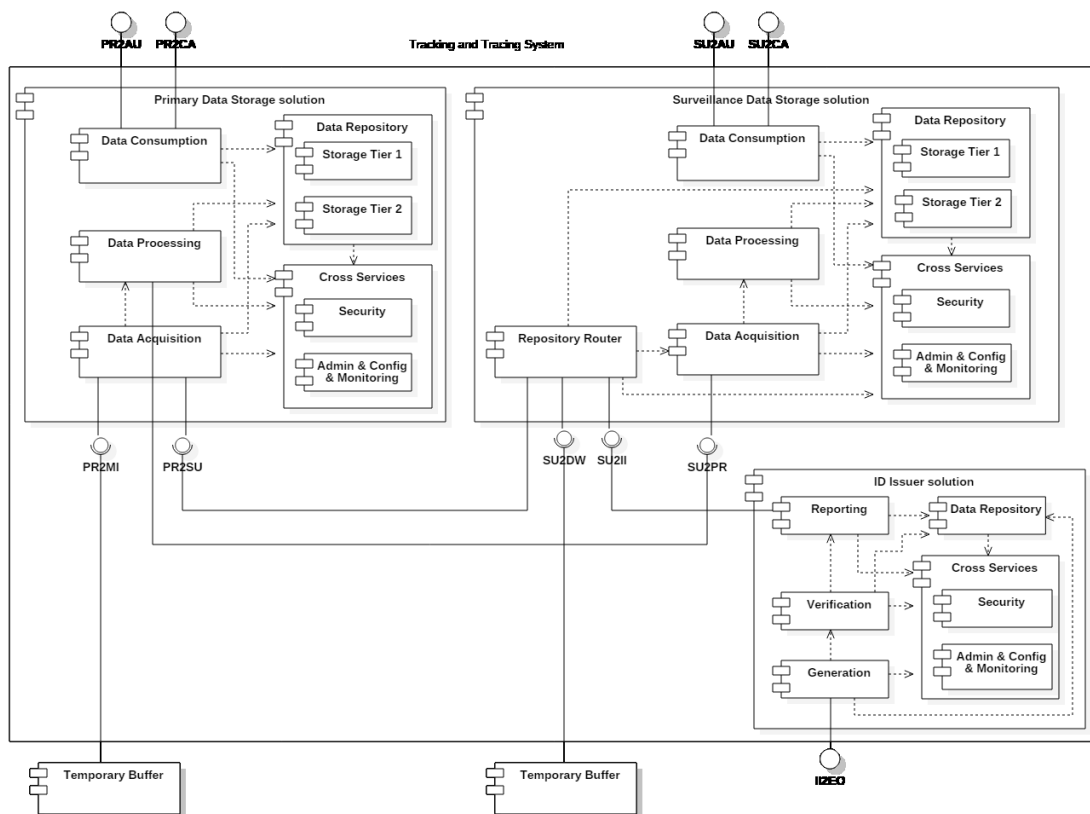 PR2AU
PR2CA
SU2AU
SU2CA
Tracking and Tracing System
Primary Data Storage solution
Data Consumption
Data Repository
Storage Tier 1
Storage Tier 2
Data Processing
Cross Services
Security
Data Acquisition
Admin & Config
& Monitoring
Surveillance Data Storage solution
Data Consumption
Data Repository
Storage Tier 1
Storage Tier 2
Data Processing
Cross Services
Security
Repository Router
Data Acquisition
Admin & Config
& Monitoring
PR2MI
PR2SU
SU2DW
SU2II
SU2PR
ID Issuer solution
Reporting
Data Repository
Cross Services
Verification
Security
Generation
Admin & Config
& Monitoring
Temporary Buffer
Temporary Buffer
II2EO